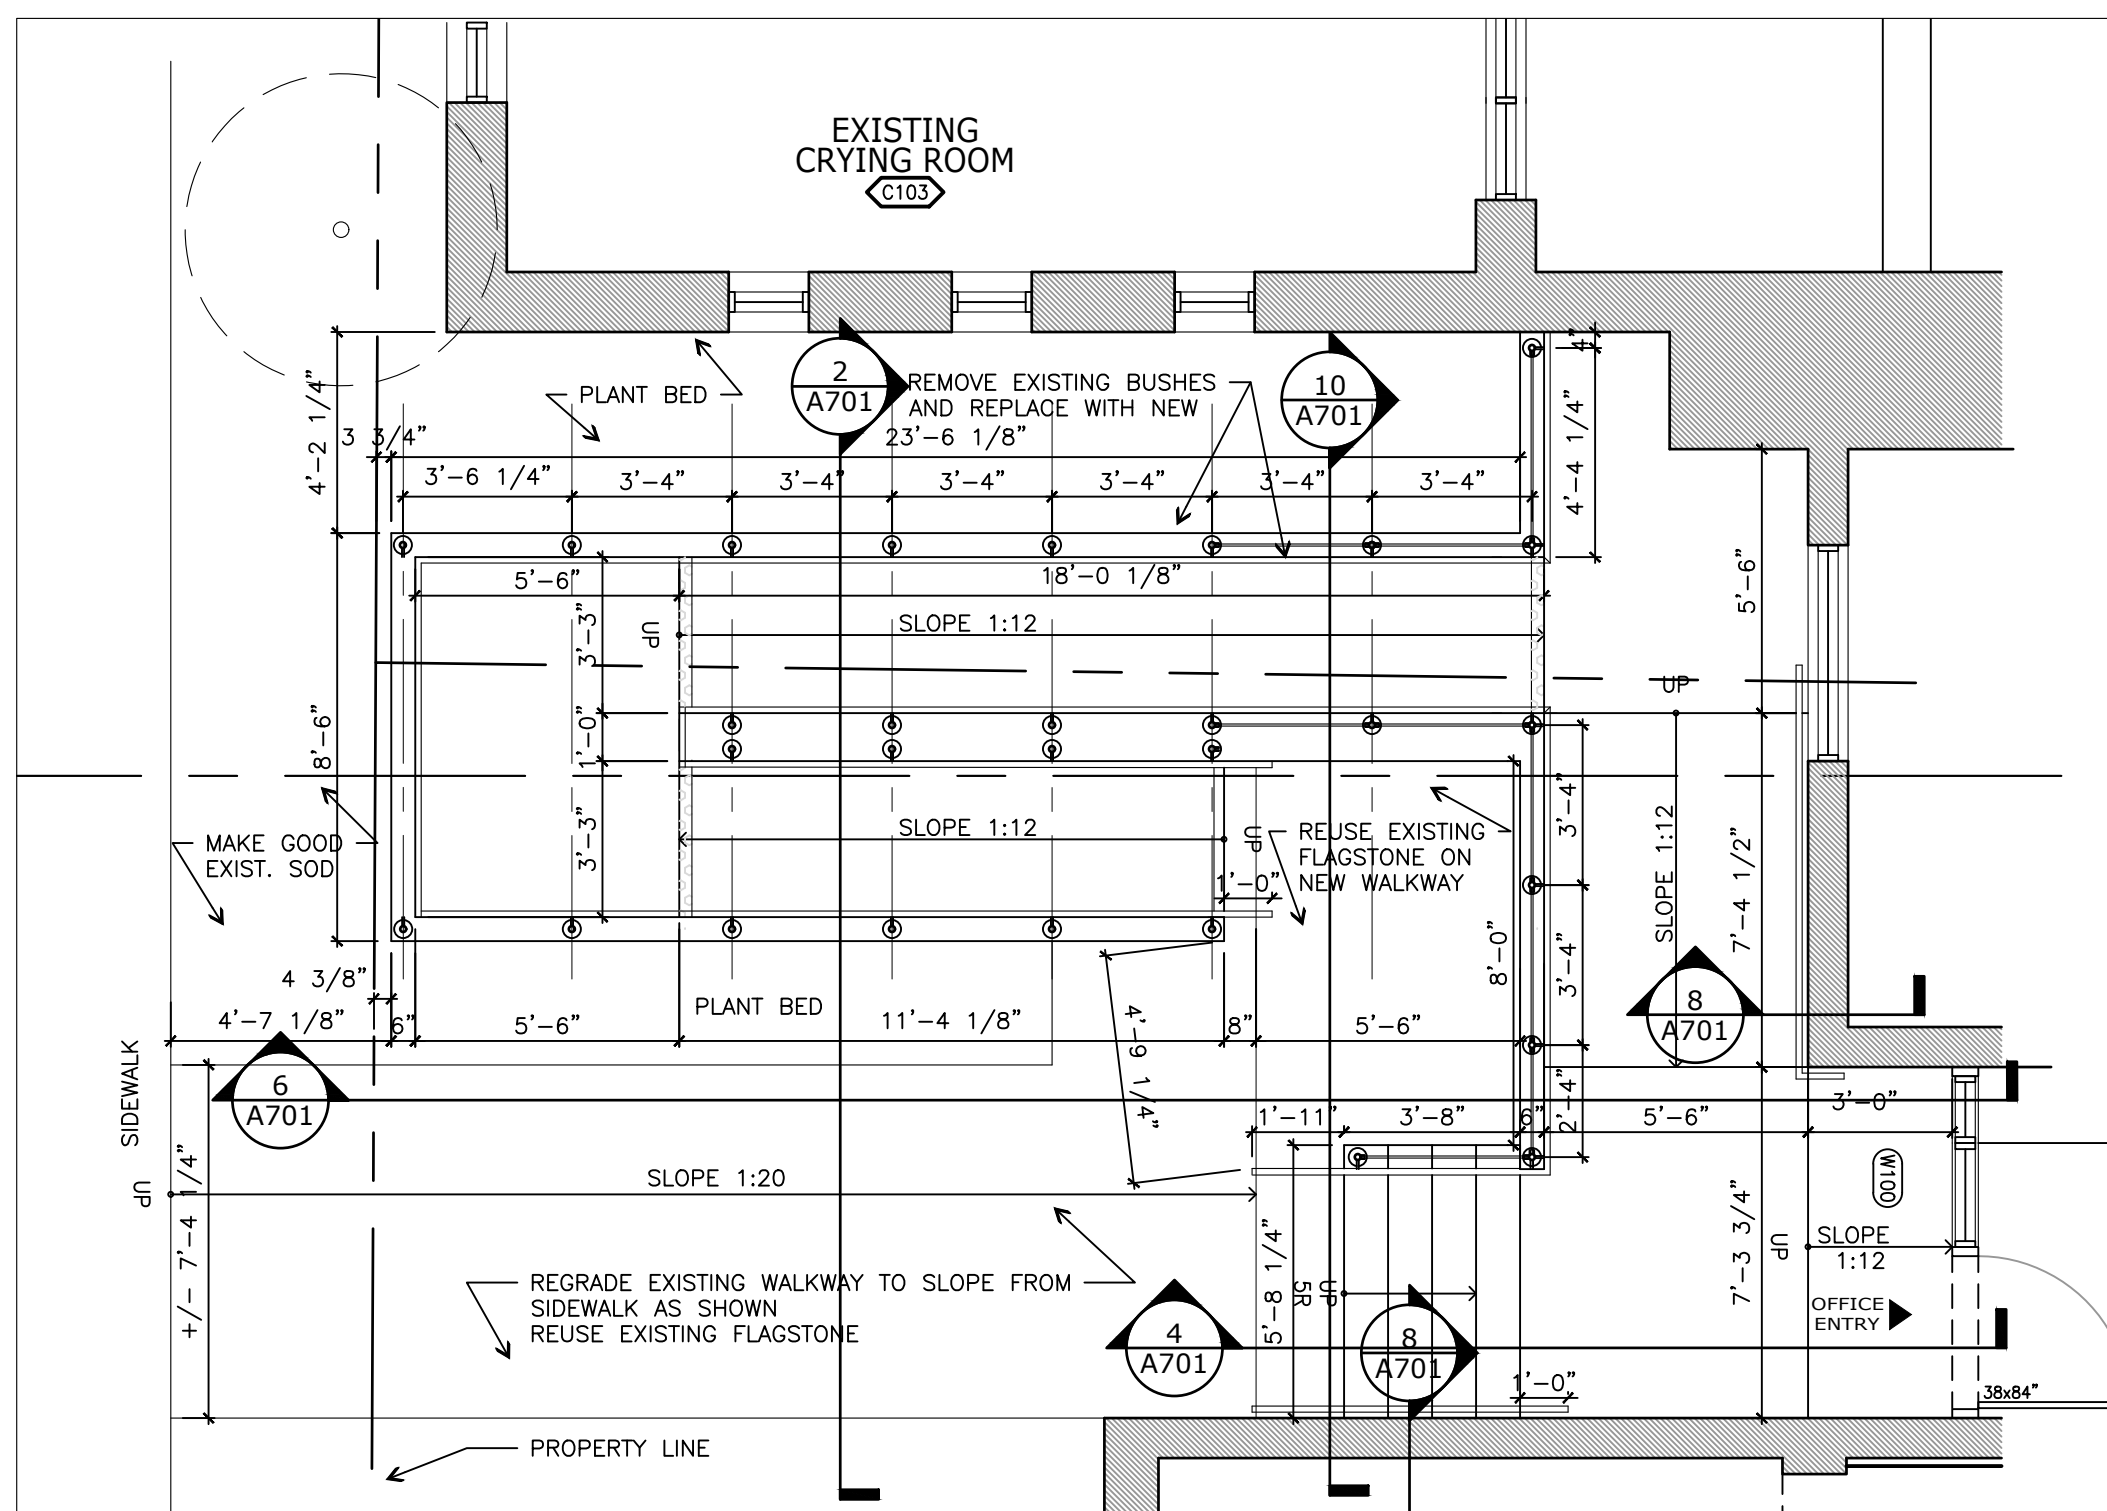 EXISTING
CRYING ROOM
C103
2
A701
10
A701
PLANT BED
REMOVE EXISTING BUSHES
AND REPLACE WITH NEW
4"
4'-2 1/4"
3 3/4"
23'-6 1/8"
4'-4 1/4"
3'-6 1/4"
3'-4"
3'-4"
3'-4"
3'-4"
3'-4"
3'-4"
5'-6"
18'-0 1/8"
5'-6"
3'-3"
UP
SLOPE 1:12
UP
8'-6"
1'-0"
3'-4"
MAKE GOOD
EXIST. SOD
3'-3"
SLOPE 1:12
UP
REUSE EXISTING
FLAGSTONE ON
NEW WALKWAY
1'-0"
SLOPE 1:12
7'-4 1/2"
8'-0"
3'-4"
4 3/8"
4'-7 1/8"
6"
5'-6"
PLANT BED
11'-4 1/8"
8"
5'-6"
4'-9 1/4"
8
A701
SIDEWALK
6
A701
1'-11"
3'-8"
6"
2'-4"
5'-6"
3'-0"
UP
+/- 7'-4 1/4"
SLOPE 1:20
W100
5'-8 1/4"
UP
5R
7'-3 3/4"
UP
SLOPE
1:12
REGRADE EXISTING WALKWAY TO SLOPE FROM
SIDEWALK AS SHOWN
REUSE EXISTING FLAGSTONE
OFFICE
ENTRY
4
A701
8
A701
1'-0"
38x84"
PROPERTY LINE